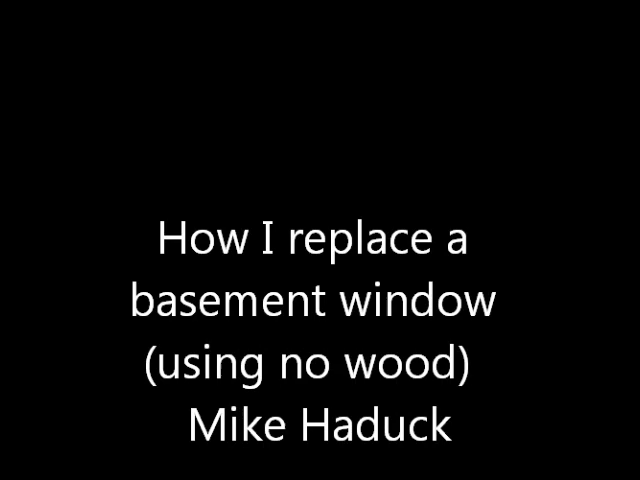 How I replace a
basement window
(using no wood)
Mike Haduck